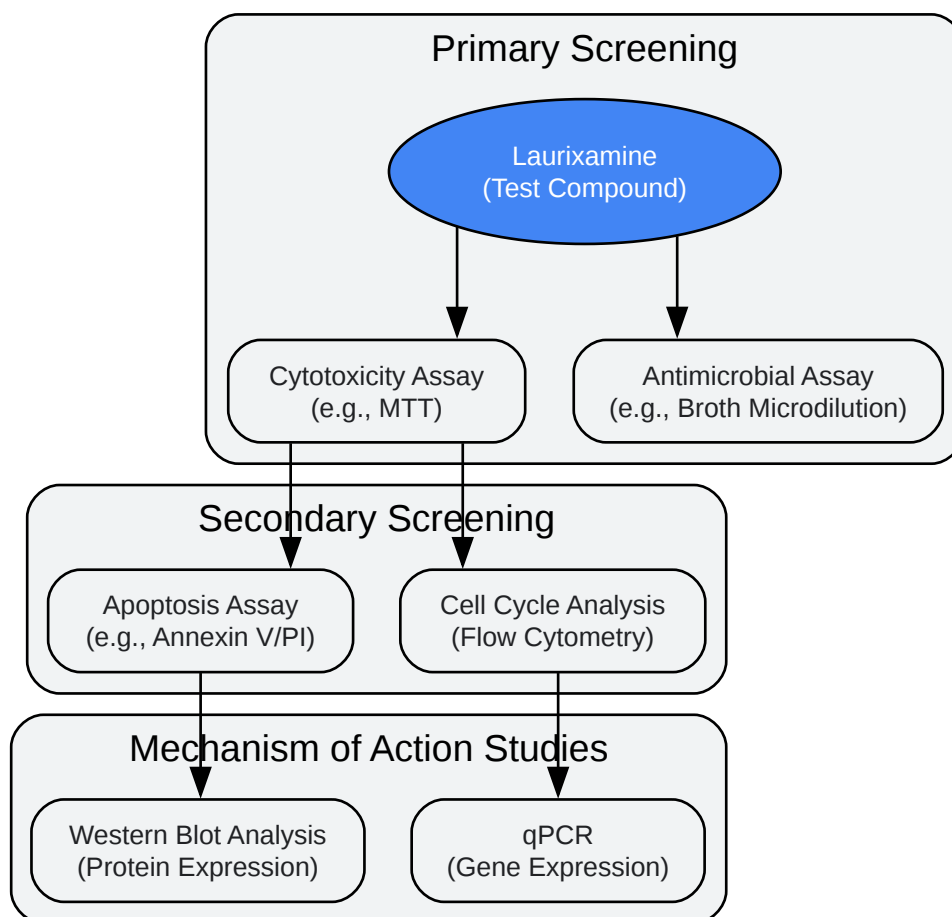 Primary Screening
Laurixamine
(Test Compound)
Cytotoxicity Assay
(e.g., MTT)
Antimicrobial Assay
(e.g., Broth Microdilution)
Secondary Screening
Apoptosis Assay
(e.g., Annexin V/PI)
Cell Cycle Analysis
(Flow Cytometry)
Mechanism of Action Studies
Western Blot Analysis
(Protein Expression)
qPCR
(Gene Expression)